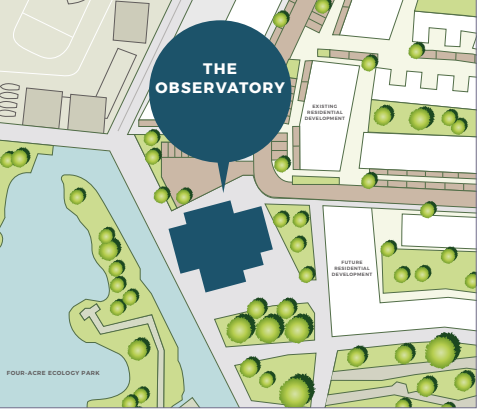 THE
OBSERVATORY
EXISTING
RESIDENTIAL
DEVELOPMENT
FUTURE
RESIDENTIAL
DEVELOPMENT
FOUR-ACRE ECOLOGY PARK